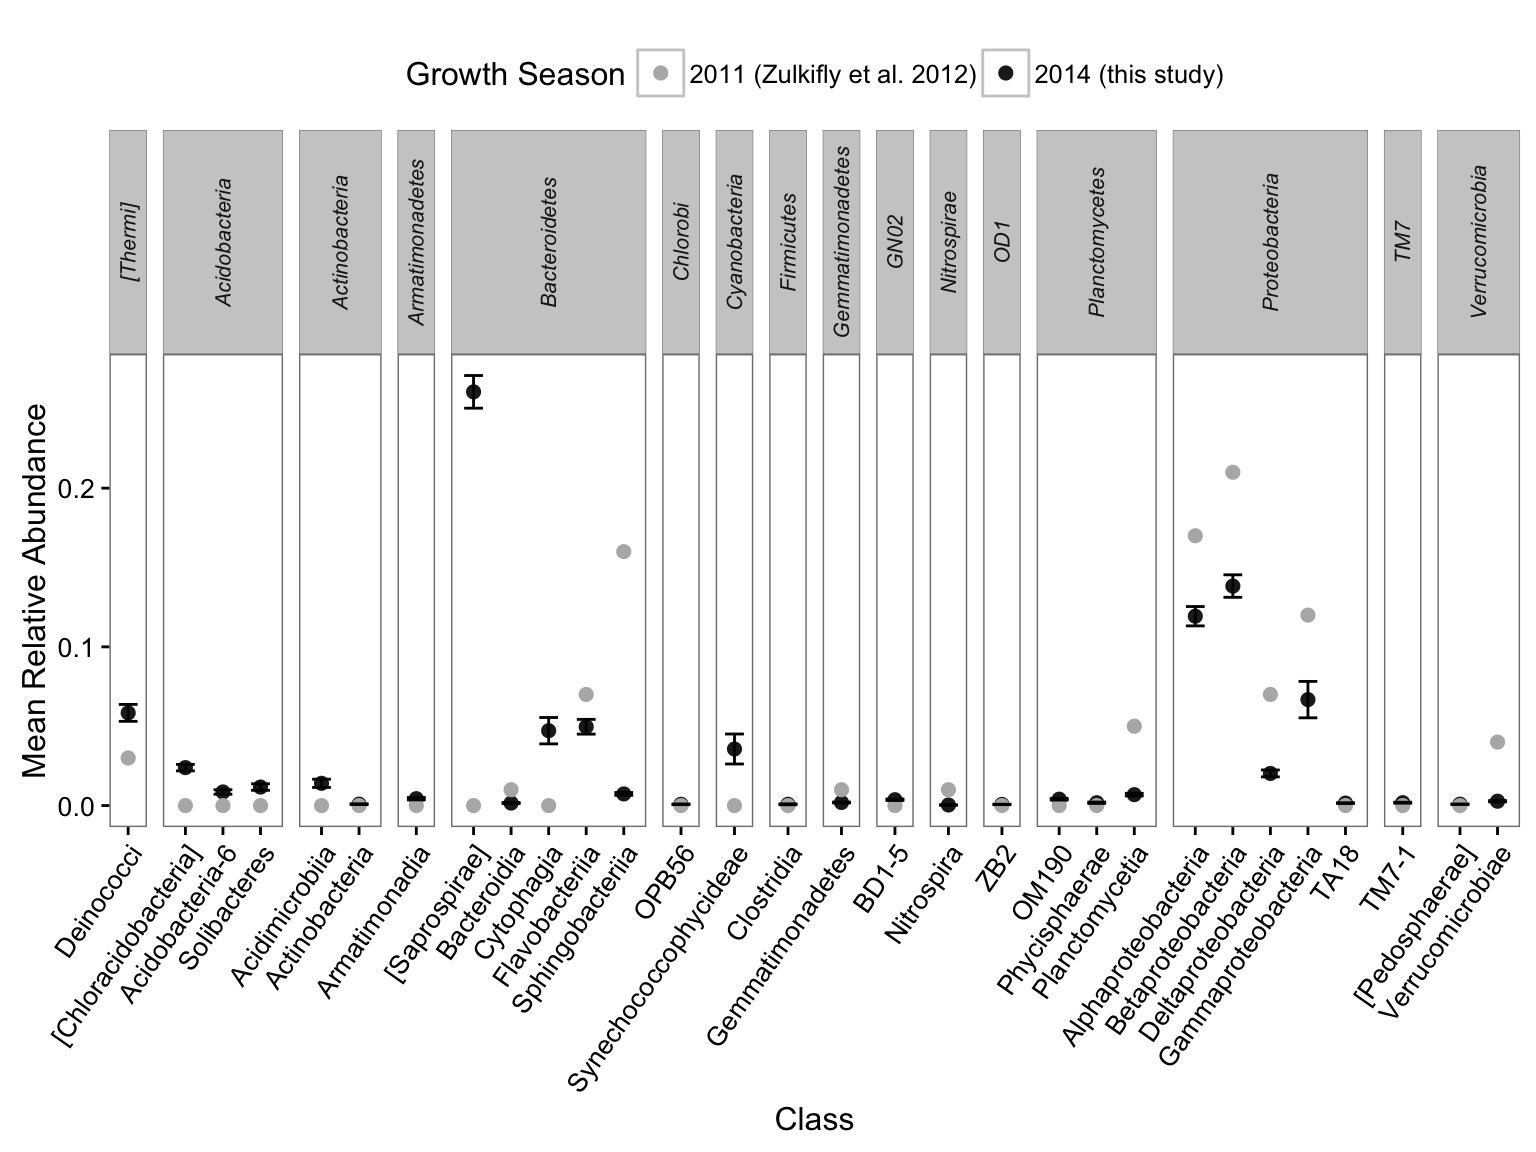 Growth Season 2011 (Zulkifly et al. 2012) 2014 (this study)
[Thermi]
Acidobacteria
Actinobacteria
Armatimonadetes
Bacteroidetes
Chlorobi
Cyanobacteria
Firmicutes
Gemmatimonadetes
GN02
Nitrospirae
OD1
Planctomycetes
Proteobacteria
TM7
Verrucomicrobia
Mean Relative Abundance
0.2
0.1
0.0
Deinococci
[Chloracidobacteria]
Acidobacteria-6
Solibacteres
Acidimicrobiia
Actinobacteria
Armatimonadia
[Saprospirae]
Bacteroidia
Cytophagia
Flavobacteriia
Sphingobacteriia
OPB56
Synechococcophycideae
Clostridia
Gemmatimonadetes
BD1-5
Nitrospira
ZB2
OM190
Phycisphaerae
Planctomycetia
Alphaproteobacteria
Betaproteobacteria
Deltaproteobacteria
Gammaproteobacteria
TA18
TM7-1
[Pedosphaerae]
Verrucomicrobiae
Class